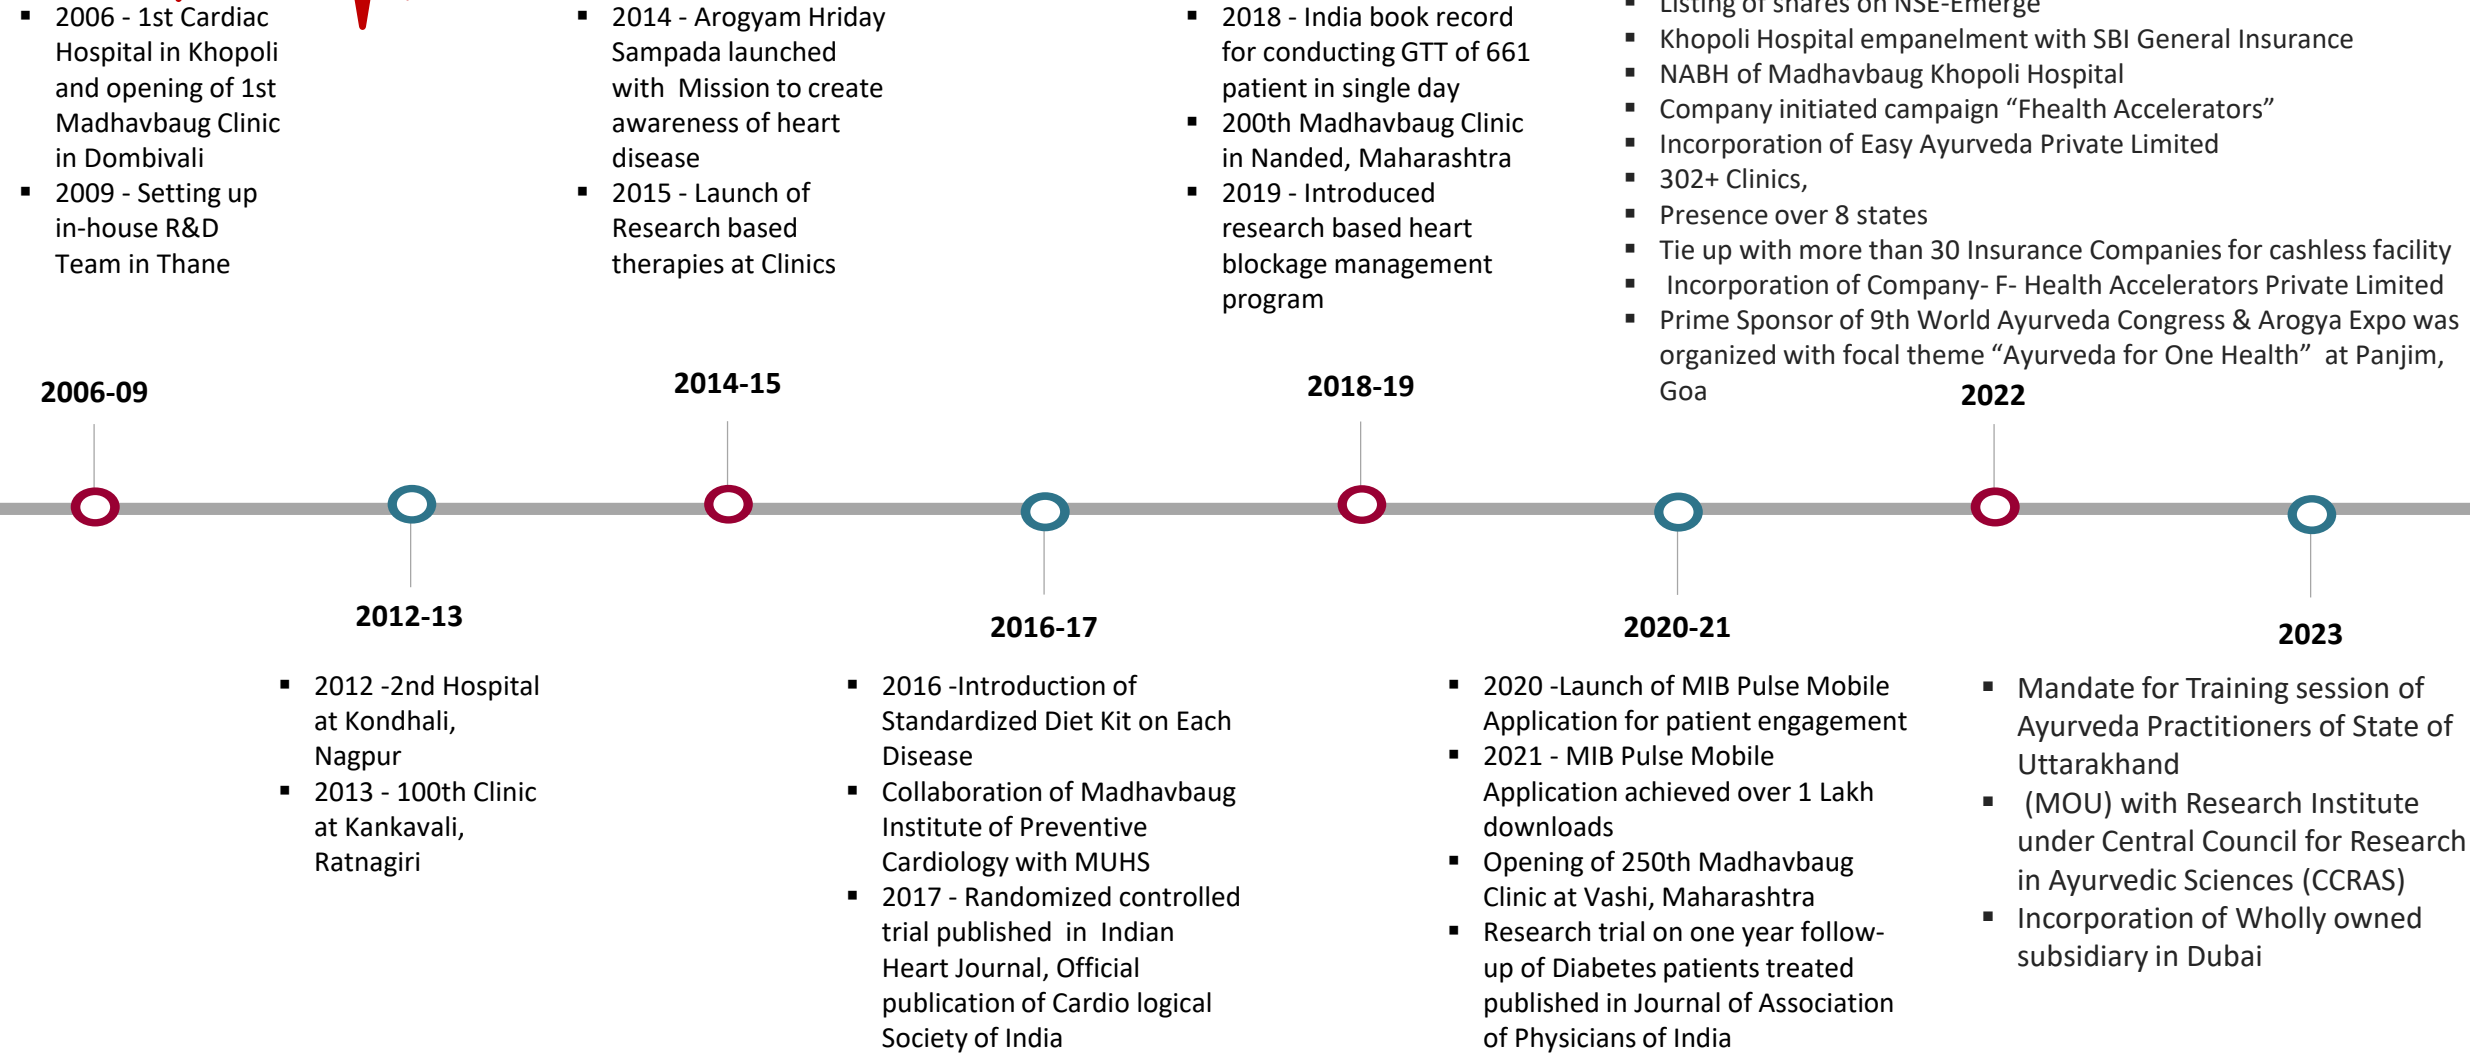 ▪ 2006 - 1st Cardiac
Hospital in Khopoli
and opening of 1st
Madhavbaug Clinic
in Dombivali
▪ 2009 - Setting up
in-house R&D
Team in Thane
2006-09
▪ 2012 -2nd Hospital
at Kondhali,
Nagpur
▪ 2013 - 100th Clinic
at Kankavali,
Ratnagiri
2012-13
▪ 2014 - Arogyam Hriday
Sampada launched
with Mission to create
awareness of heart
disease
▪ 2015 - Launch of
Research based
therapies at Clinics
2014-15
2016-17
▪ 2016 -Introduction of
Standardized Diet Kit on Each
Disease
▪ Collaboration of Madhavbaug
Institute of Preventive
Cardiology with MUHS
▪ 2017 - Randomized controlled
trial published in Indian
Heart Journal, Official
publication of Cardio logical
Society of India
▪ 2018 - India book record
for conducting GTT of 661
patient in single day
▪ 200th Madhavbaug Clinic
in Nanded, Maharashtra
▪ 2019 - Introduced
research based heart
blockage management
program
2018-19
2020-21
▪ 2020 -Launch of MIB Pulse Mobile
Application for patient engagement
▪ 2021 - MIB Pulse Mobile
Application achieved over 1 Lakh
downloads
▪ Opening of 250th Madhavbaug
Clinic at Vashi, Maharashtra
▪ Research trial on one year follow-
up of Diabetes patients treated
published in Journal of Association
of Physicians of India
▪ Listing of shares on NSE-Emerge
▪ Khopoli Hospital empanelment with SBI General Insurance
▪ NABH of Madhavbaug Khopoli Hospital
▪ Company initiated campaign “Fhealth Accelerators”
▪ Incorporation of Easy Ayurveda Private Limited
▪ 302+ Clinics,
▪ Presence over 8 states
▪ Tie up with more than 30 Insurance Companies for cashless facility
▪ Incorporation of Company- F- Health Accelerators Private Limited
▪ Prime Sponsor of 9th World Ayurveda Congress & Arogya Expo was
organized with focal theme “Ayurveda for One Health” at Panjim,
Goa
2022
2023
▪ Mandate for Training session of
Ayurveda Practitioners of State of
Uttarakhand
▪ (MOU) with Research Institute
under Central Council for Research
in Ayurvedic Sciences (CCRAS)
▪ Incorporation of Wholly owned
subsidiary in Dubai